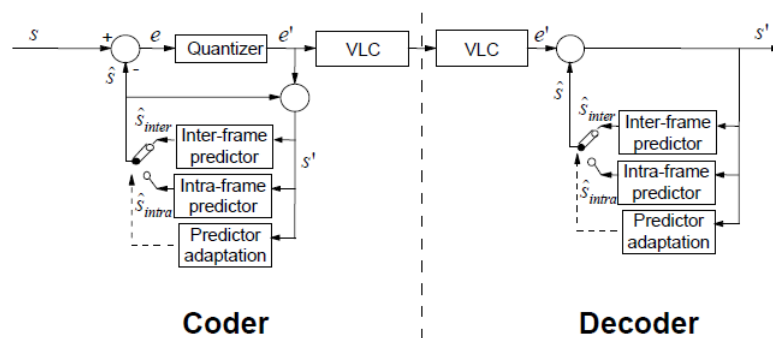 s + e Quantizer e' VLC VLC e' s'
-
ŝ ŝ
ŝinter ŝinter
Inter-frame predictor s' Inter-frame predictor
Intra-frame predictor Intra-frame predictor
ŝintra ŝintra
Predictor adaptation Predictor adaptation
Coder Decoder